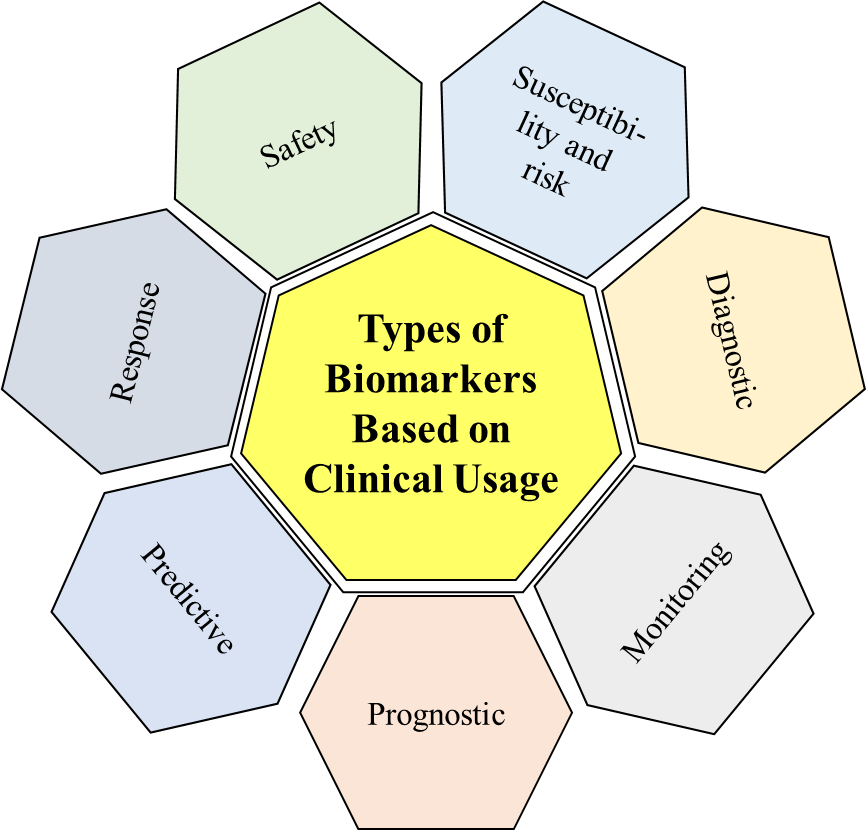 Types of
Biomarkers
Based on
Clinical Usage
Susceptibi-
lity and
risk
Diagnostic
Monitoring
Prognostic
Predictive
Response
Safety